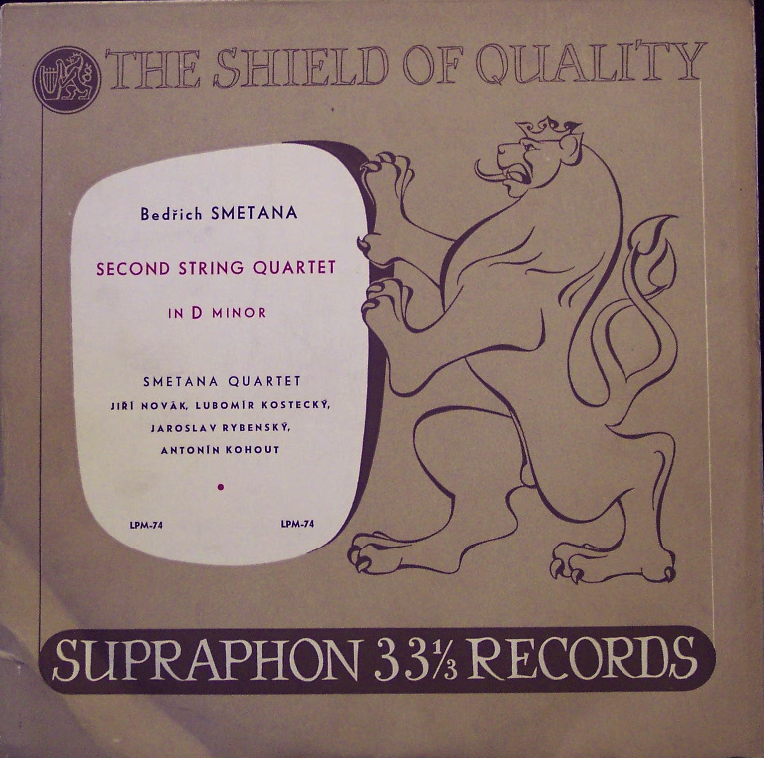 THE SHIELD OF QUALITY
Bedřich SMETANA
SECOND STRING QUARTET
IN D MINOR
SMETANA QUARTET
JIŘÍ NOVÁK, LUBOMÍR KOSTECKÝ,
JAROSLAV RYBENSKÝ,
ANTONÍN KOHOUT
LPM-74 LPM-74
SUPRAPHON 33⅓ RECORDS